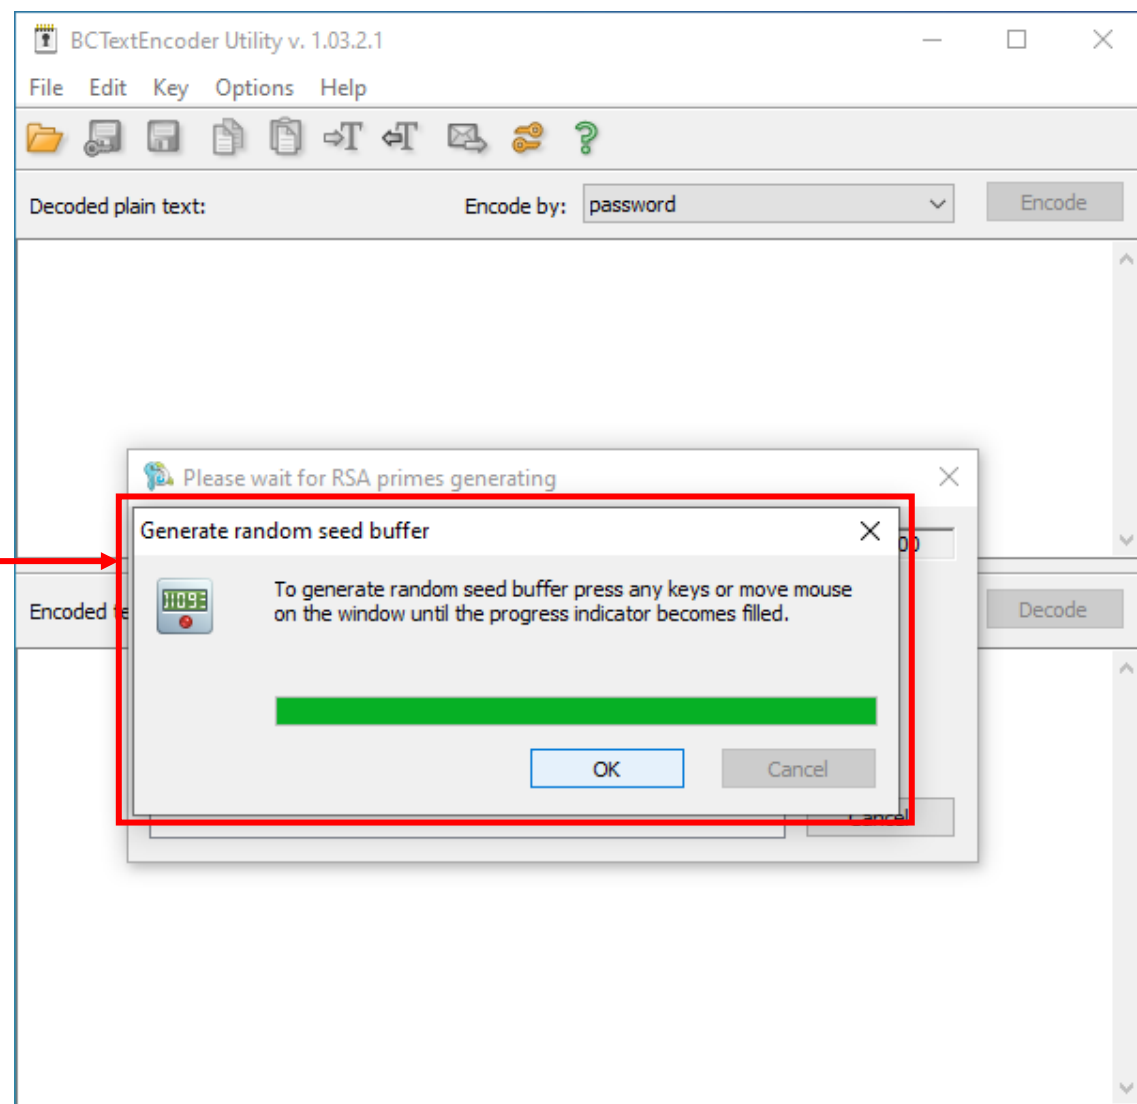 BCTextEncoder Utility v. 1.03.2.1
File Edit Key Options Help
Decoded plain text: Encode by: password Encode
Please wait for RSA primes generating
Generate random seed buffer
To generate random seed buffer press any keys or move mouse
on the window until the progress indicator becomes filled.
Encoded Decode
OK Cancel
Cancel